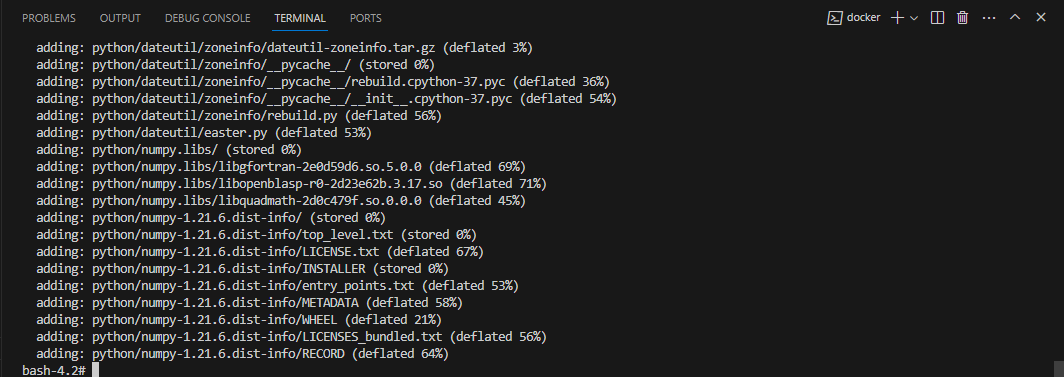 PROBLEMS OUTPUT DEBUG CONSOLE TERMINAL PORTS docker
adding: python/dateutil/zoneinfo/dateutil-zoneinfo.tar.gz (deflated 3%)
adding: python/dateutil/zoneinfo/__pycache__/ (stored 0%)
adding: python/dateutil/zoneinfo/__pycache__/rebuild.cpython-37.pyc (deflated 36%)
adding: python/dateutil/zoneinfo/__pycache__/__init__.cpython-37.pyc (deflated 54%)
adding: python/dateutil/zoneinfo/rebuild.py (deflated 56%)
adding: python/dateutil/easter.py (deflated 53%)
adding: python/numpy.libs/ (stored 0%)
adding: python/numpy.libs/libgfortran-2e0d59d6.so.5.0.0 (deflated 69%)
adding: python/numpy.libs/libopenblasp-r0-2d23e62b.3.17.so (deflated 71%)
adding: python/numpy.libs/libquadmath-2d0c479f.so.0.0.0 (deflated 45%)
adding: python/numpy-1.21.6.dist-info/ (stored 0%)
adding: python/numpy-1.21.6.dist-info/top_level.txt (stored 0%)
adding: python/numpy-1.21.6.dist-info/LICENSE.txt (deflated 67%)
adding: python/numpy-1.21.6.dist-info/INSTALLER (stored 0%)
adding: python/numpy-1.21.6.dist-info/entry_points.txt (deflated 53%)
adding: python/numpy-1.21.6.dist-info/METADATA (deflated 58%)
adding: python/numpy-1.21.6.dist-info/WHEEL (deflated 21%)
adding: python/numpy-1.21.6.dist-info/LICENSES_bundled.txt (deflated 56%)
adding: python/numpy-1.21.6.dist-info/RECORD (deflated 64%)
bash-4.2#